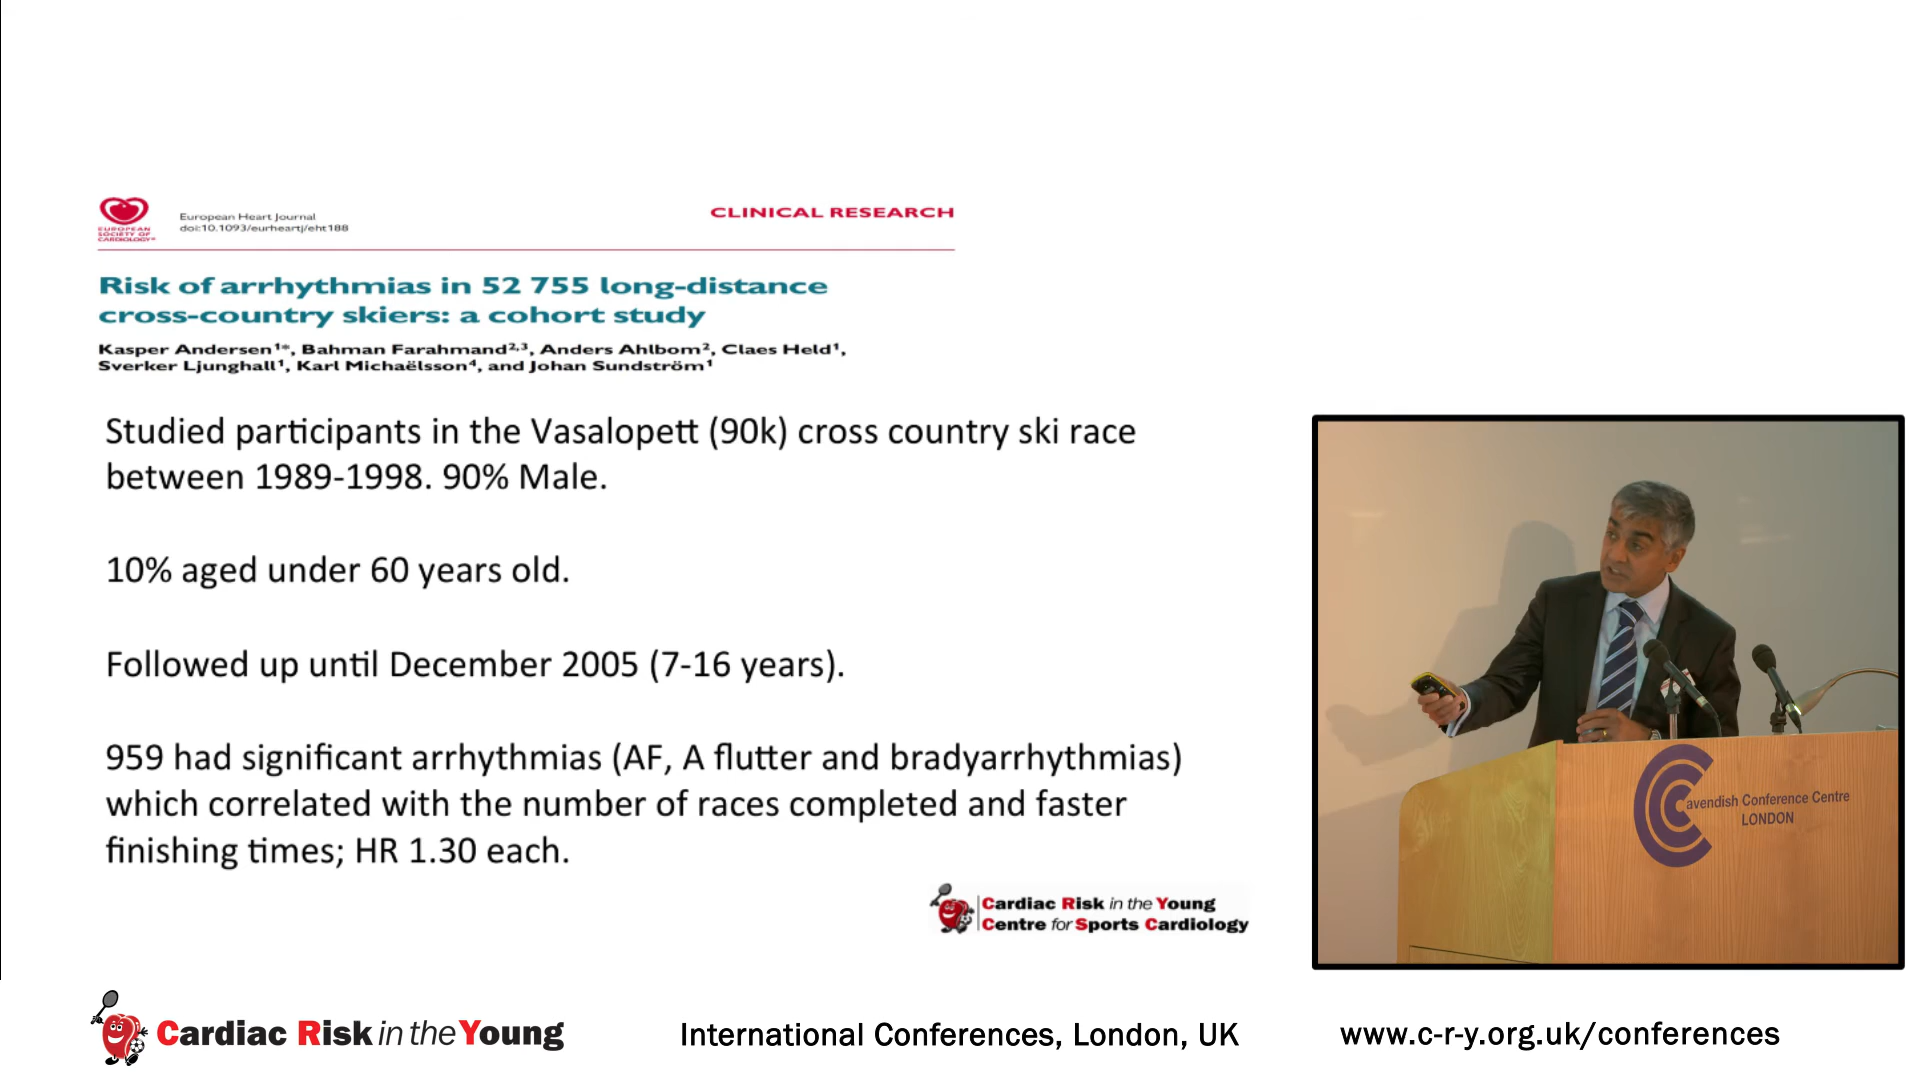 EUROPEAN
SOCIETY OF
CARDIOLOGY®
European Heart Journal
doi:10.1093/eurheartj/eht188
CLINICAL RESEARCH
Risk of arrhythmias in 52 755 long-distance
cross-country skiers: a cohort study
Kasper Andersen¹*, Bahman Farahmand²,³, Anders Ahlbom², Claes Held¹,
Sverker Ljunghall¹, Karl Michaëlsson⁴, and Johan Sundström¹
Studied participants in the Vasalopett (90k) cross country ski race
between 1989-1998. 90% Male.
10% aged under 60 years old.
Followed up until December 2005 (7-16 years).
959 had significant arrhythmias (AF, A flutter and bradyarrhythmias)
which correlated with the number of races completed and faster
finishing times; HR 1.30 each.
Cardiac Risk in the Young
Centre for Sports Cardiology
Cavendish Conference Centre
LONDON
Cardiac Risk in the Young
International Conferences, London, UK
www.c-r-y.org.uk/conferences